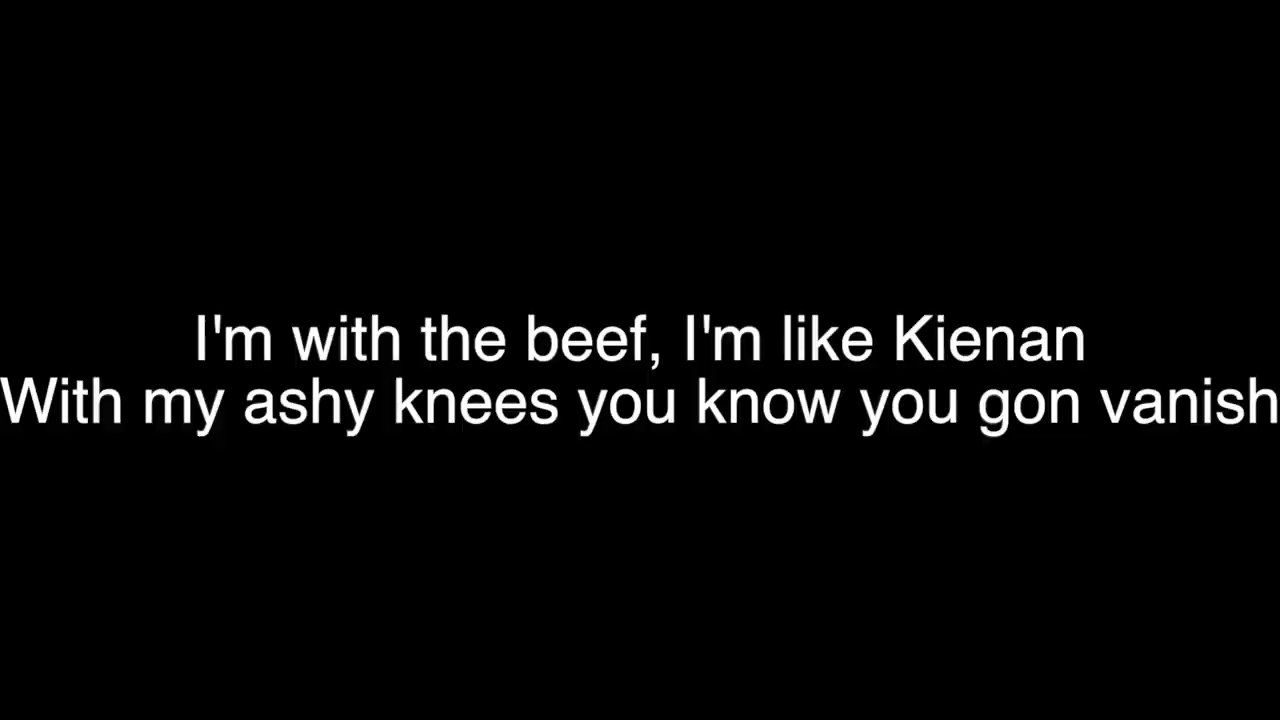 I'm with the beef, I'm like Kienan
With my ashy knees you know you gon vanish